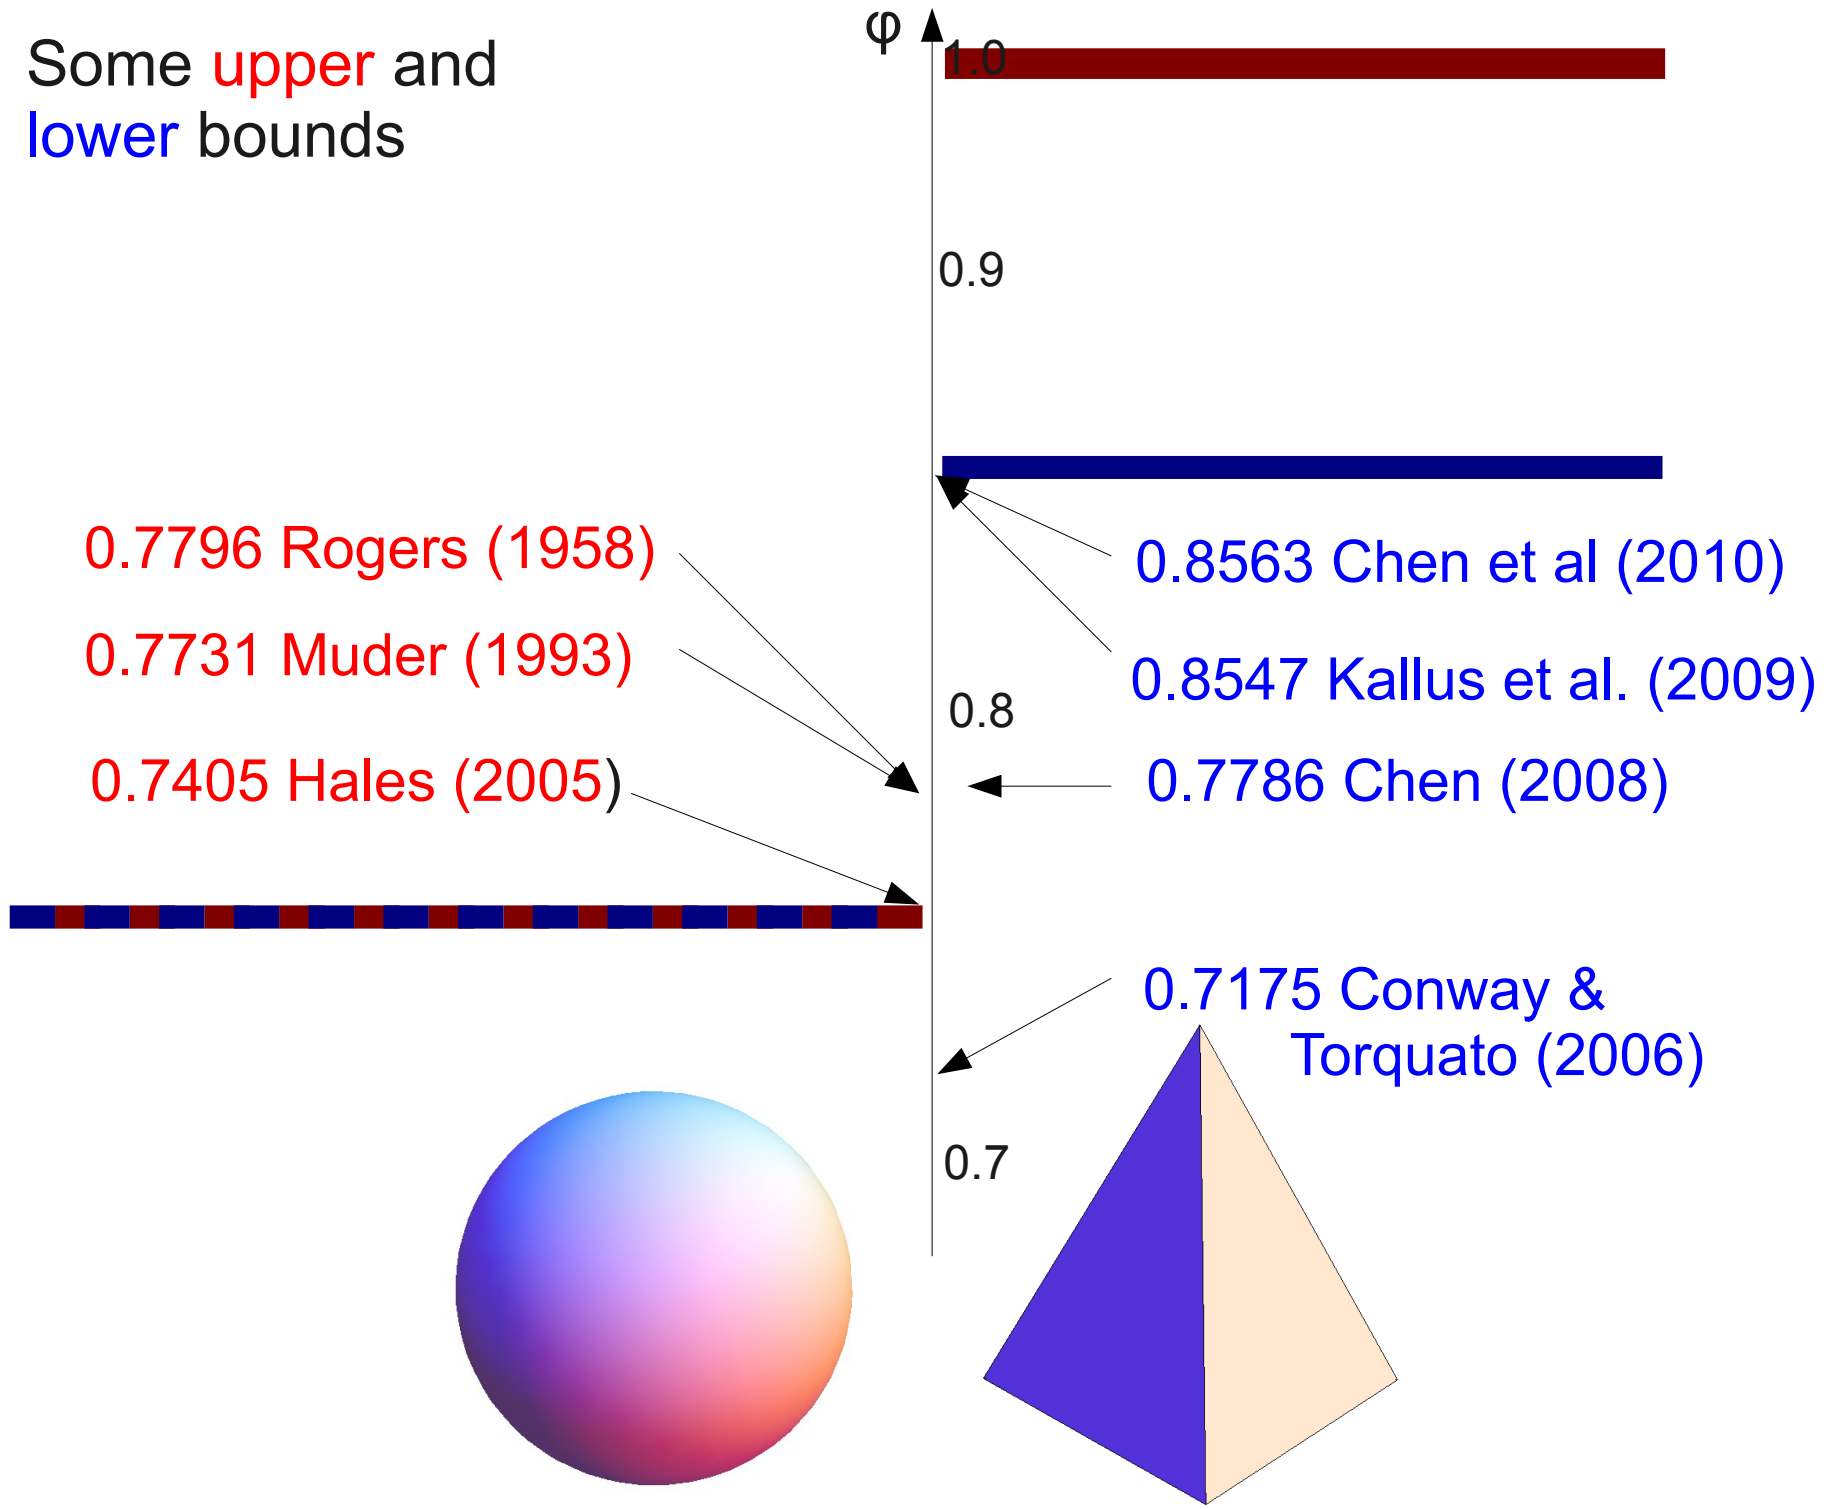 Some upper and
lower bounds
φ
1.0
0.9
0.8
0.7
0.7796 Rogers (1958)
0.7731 Muder (1993)
0.7405 Hales (2005)
0.8563 Chen et al (2010)
0.8547 Kallus et al. (2009)
0.7786 Chen (2008)
0.7175 Conway &
Torquato (2006)